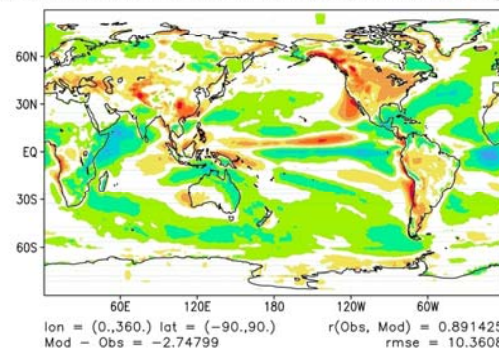 60N
30N
EQ
30S
60S
60E 120E 180 120W 60W
lon = (0.,360.) lat = (-90.,90.) r(Obs, Mod) = 0.891425
Mod - Obs = -2.74799 rmse = 10.3608